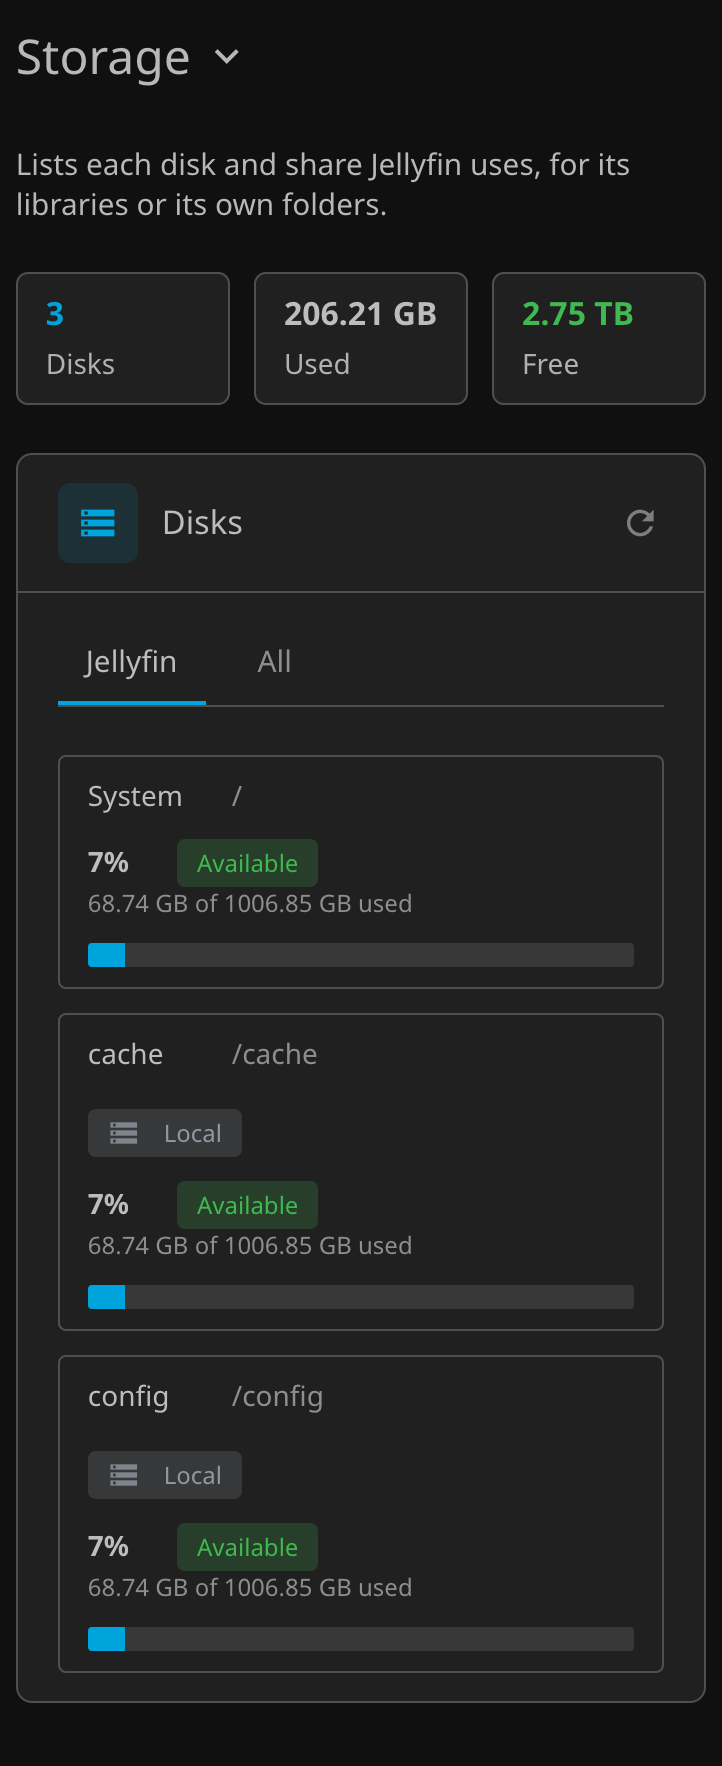 Storage
Lists each disk and share Jellyfin uses, for its
libraries or its own folders.
3
Disks
206.21 GB
Used
2.75 TB
Free
Disks
Jellyfin
All
System /
7% Available
68.74 GB of 1006.85 GB used
cache /cache
Local
7% Available
68.74 GB of 1006.85 GB used
config /config
Local
7% Available
68.74 GB of 1006.85 GB used